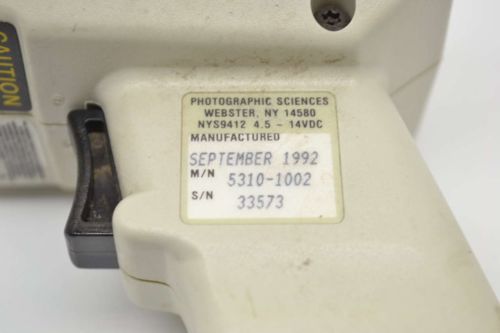 CAUTION
PHOTOGRAPHIC SCIENCES
WEBSTER, NY 14580
NYS9412 4.5 - 14VDC
MANUFACTURED
SEPTEMBER 1992
M/N 5310-1002
S/N 33573